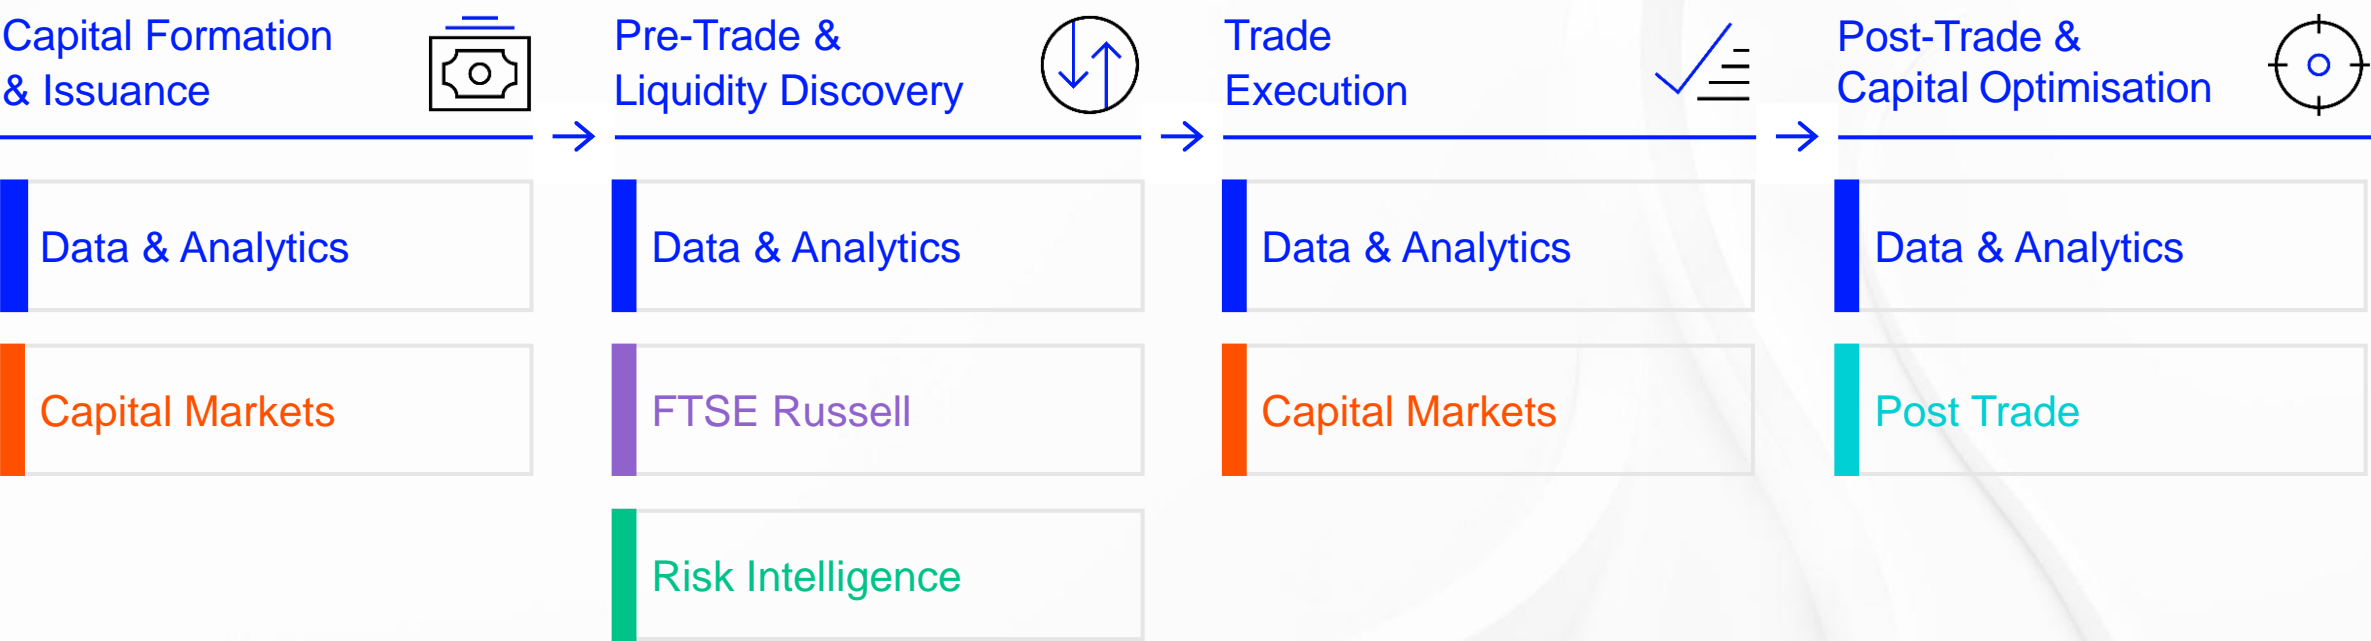 Capital Formation
& Issuance
Pre-Trade &
Liquidity Discovery
Trade
Execution
Post-Trade &
Capital Optimisation
Data & Analytics
Data & Analytics
Data & Analytics
Data & Analytics
Capital Markets
FTSE Russell
Capital Markets
Post Trade
Risk Intelligence